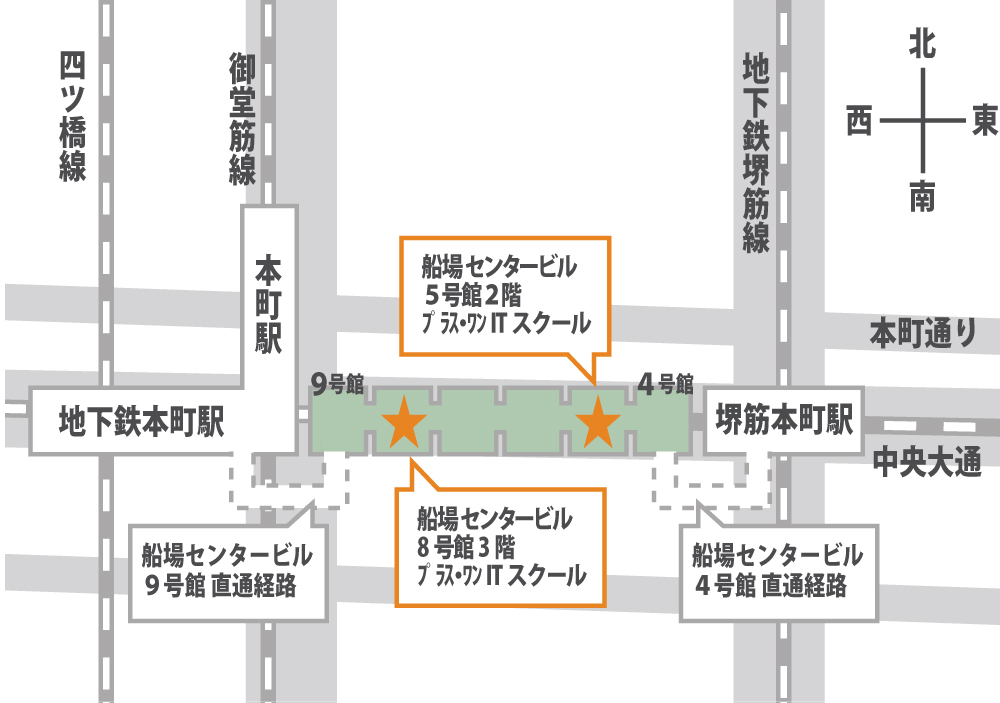 四ツ橋線
御堂筋線
地下鉄堺筋線
北
西
東
南
本町駅
船場センタービル
5号館2階
プラス・ワンITスクール
本町通り
9号館
4号館
地下鉄本町駅
堺筋本町駅
中央大通
船場センタービル
9号館 直通経路
船場センタービル
8号館3階
プラス・ワンITスクール
船場センタービル
4号館 直通経路